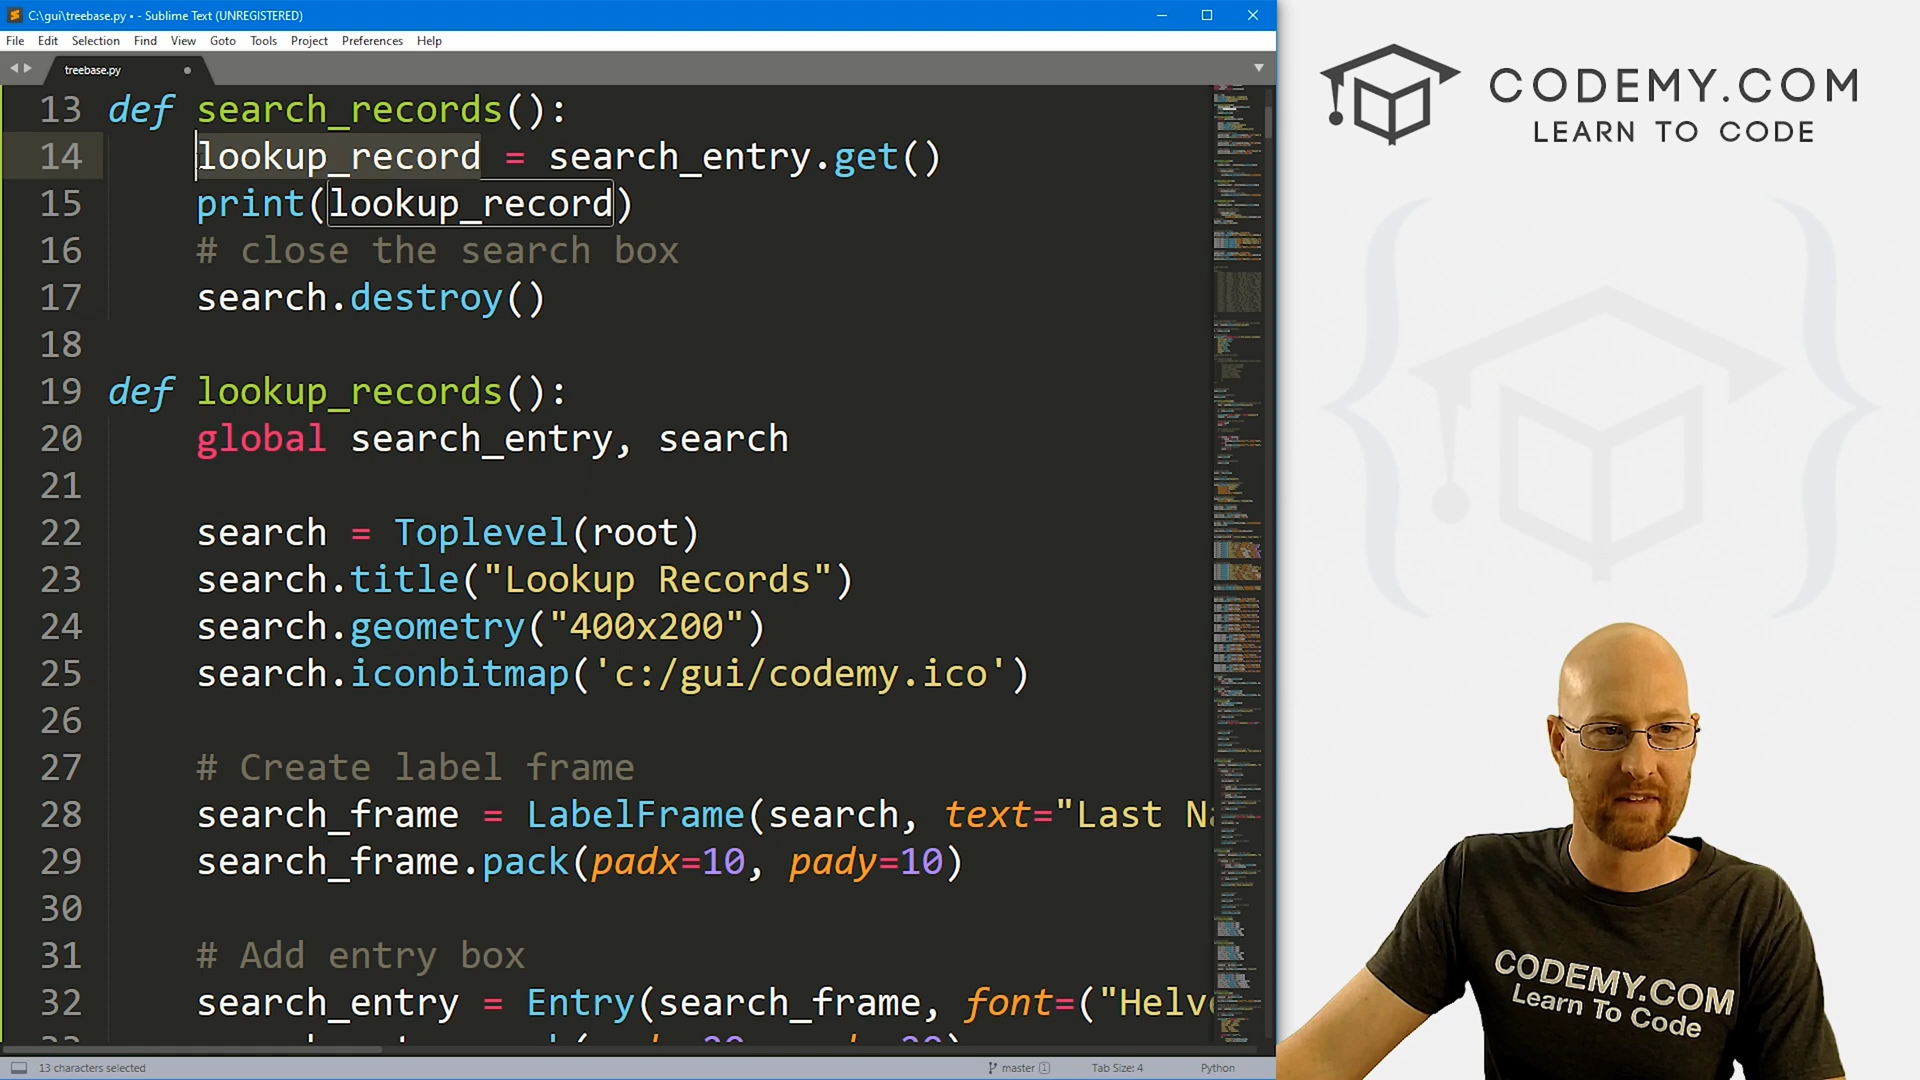 C:\gui\treebase.py • - Sublime Text (UNREGISTERED)
File Edit Selection Find View Goto Tools Project Preferences Help
treebase.py
13 def search_records():
14 lookup_record = search_entry.get()
15 print(lookup_record)
16 # close the search box
17 search.destroy()
18
19 def lookup_records():
20 global search_entry, search
21
22 search = Toplevel(root)
23 search.title("Lookup Records")
24 search.geometry("400x200")
25 search.iconbitmap('c:/gui/codemy.ico')
26
27 # Create label frame
28 search_frame = LabelFrame(search, text="Last Na
29 search_frame.pack(padx=10, pady=10)
30
31 # Add entry box
32 search_entry = Entry(search_frame, font=("Helve
13 characters selected
master 1
Tab Size: 4
Python
CODEMY.COM
LEARN TO CODE
CODEMY.COM
Learn To Code